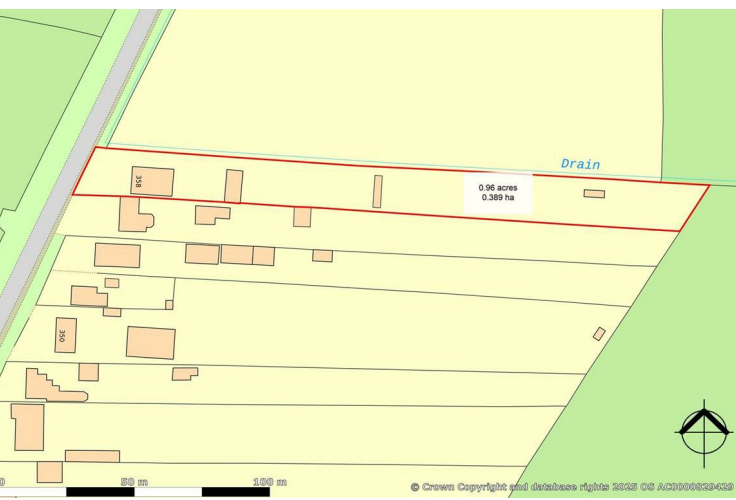 Drain
358
0.96 acres
0.389 ha
350
0 50 m 100 m
© Crown Copyright and database rights 2025 OS AC0000829429